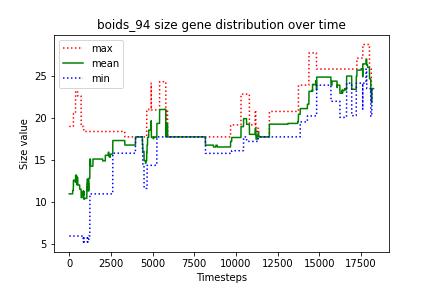 boids_94 size gene distribution over time
max
mean
min
Size value
25
20
15
10
5
0
2500
5000
7500
10000
12500
15000
17500
Timesteps